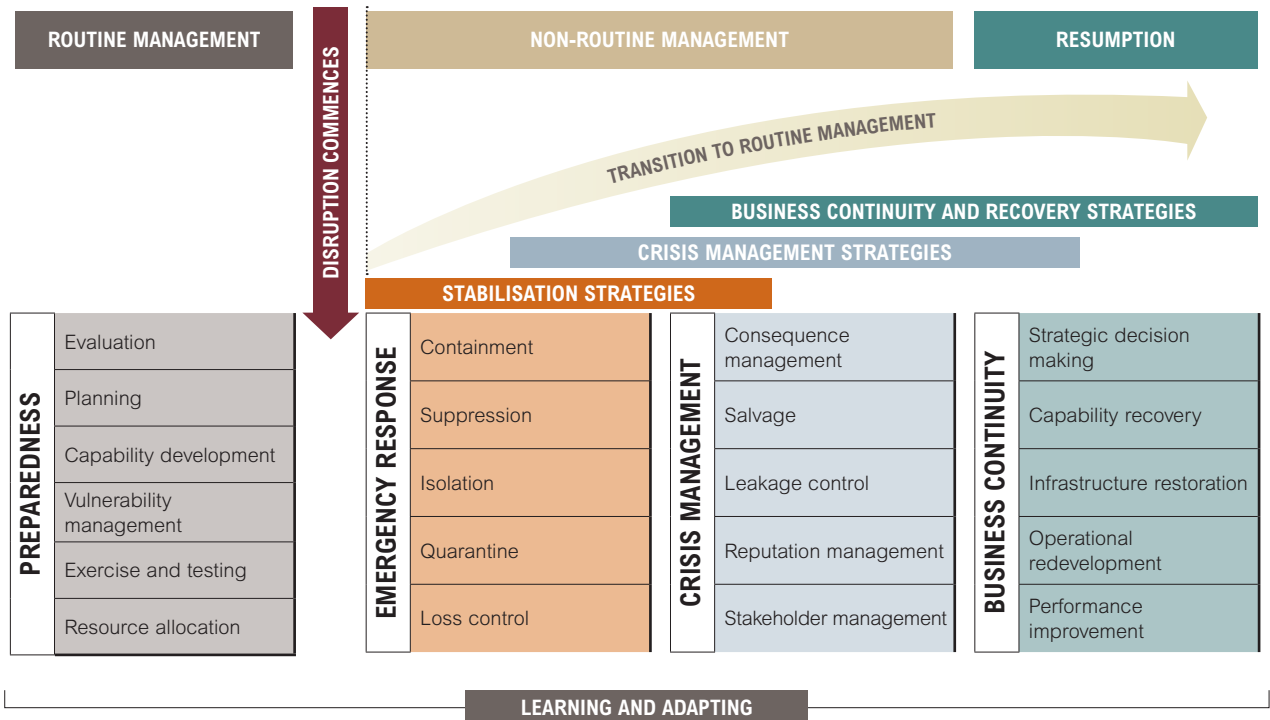 ROUTINE MANAGEMENT
DISRUPTION COMMENCES
NON-ROUTINE MANAGEMENT
RESUMPTION
TRANSITION TO ROUTINE MANAGEMENT
BUSINESS CONTINUITY AND RECOVERY STRATEGIES
CRISIS MANAGEMENT STRATEGIES
STABILISATION STRATEGIES
PREPAREDNESS
Evaluation
Planning
Capability development
Vulnerability
management
Exercise and testing
Resource allocation
EMERGENCY RESPONSE
Containment
Suppression
Isolation
Quarantine
Loss control
CRISIS MANAGEMENT
Consequence
management
Salvage
Leakage control
Reputation management
Stakeholder management
BUSINESS CONTINUITY
Strategic decision
making
Capability recovery
Infrastructure restoration
Operational
redevelopment
Performance
improvement
LEARNING AND ADAPTING